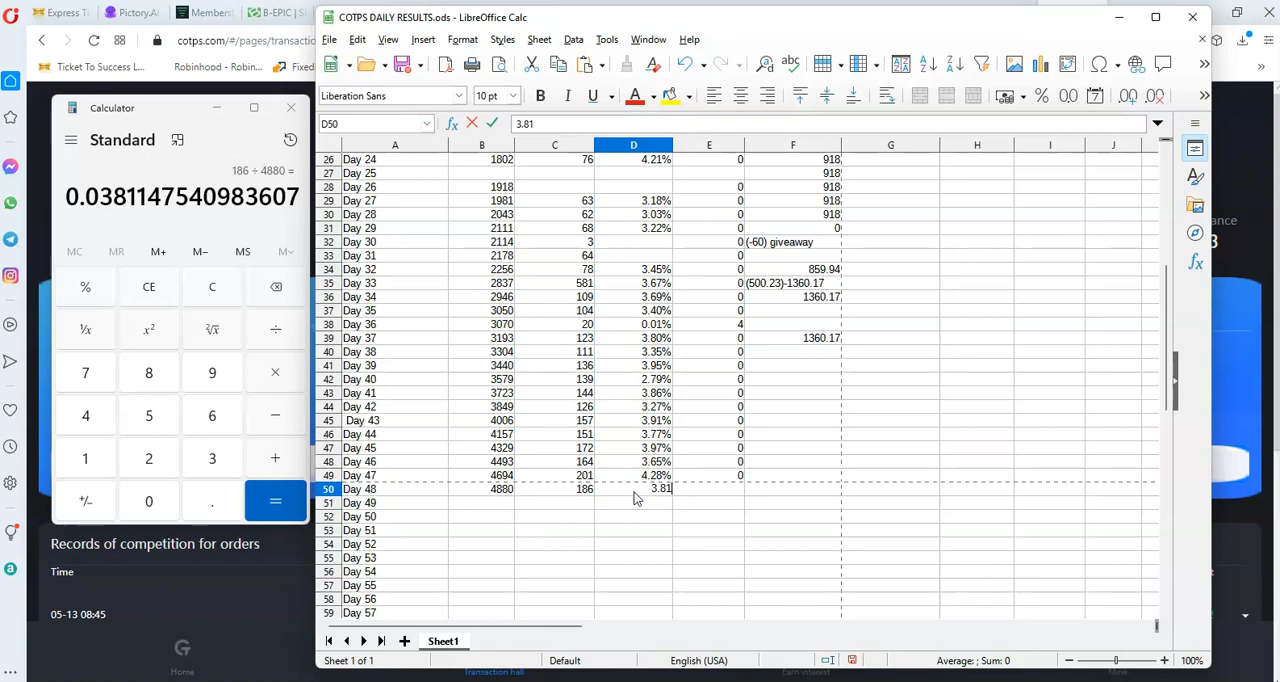 Express T
Pictory.Ai
Members
B-EPIC | S
COTPS DAILY RESULTS.ods - LibreOffice Calc
cotps.com/#/pages/transactio
Ticket To Success L...
Robinhood - Robin...
Fixed
File Edit View Insert Format Styles Sheet Data Tools Window Help
Liberation Sans
10 pt
D50
3.81
A B C D E F G H I J
26 Day 24 1802 76 4.21% 0 918
27 Day 25 918
28 Day 26 1918 0 918
29 Day 27 1981 63 3.18% 0 918
30 Day 28 2043 62 3.03% 0 918
31 Day 29 2111 68 3.22% 0 0
32 Day 30 2114 3 0 (-60) giveaway
33 Day 31 2178 64 0
34 Day 32 2256 78 3.45% 0 859.94
35 Day 33 2837 581 3.67% 0 (500.23)-1360.17
36 Day 34 2946 109 3.69% 0 1360.17
37 Day 35 3050 104 3.40% 0
38 Day 36 3070 20 0.01% 4
39 Day 37 3193 123 3.80% 0 1360.17
40 Day 38 3304 111 3.35% 0
41 Day 39 3440 136 3.95% 0
42 Day 40 3579 139 2.79% 0
43 Day 41 3723 144 3.86% 0
44 Day 42 3849 126 3.27% 0
45 Day 43 4006 157 3.91% 0
46 Day 44 4157 151 3.77% 0
47 Day 45 4329 172 3.97% 0
48 Day 46 4493 164 3.65% 0
49 Day 47 4694 201 4.28% 0
50 Day 48 4880 186 3.81
51 Day 49
52 Day 50
53 Day 51
54 Day 52
55 Day 53
56 Day 54
57 Day 55
58 Day 56
59 Day 57
Sheet1
Sheet 1 of 1
Default
English (USA)
Average: ; Sum: 0
100%
Calculator
Standard
186 ÷ 4880 =
0.0381147540983607
MC MR M+ M− MS M
% CE C
¹/x x² ²√x ÷
7 8 9 ×
4 5 6 −
1 2 3 +
+/− 0 . =
ance
3
Records of competition for orders
Time
05-13 08:45
Home
Transaction hall
Earn interest
Mine